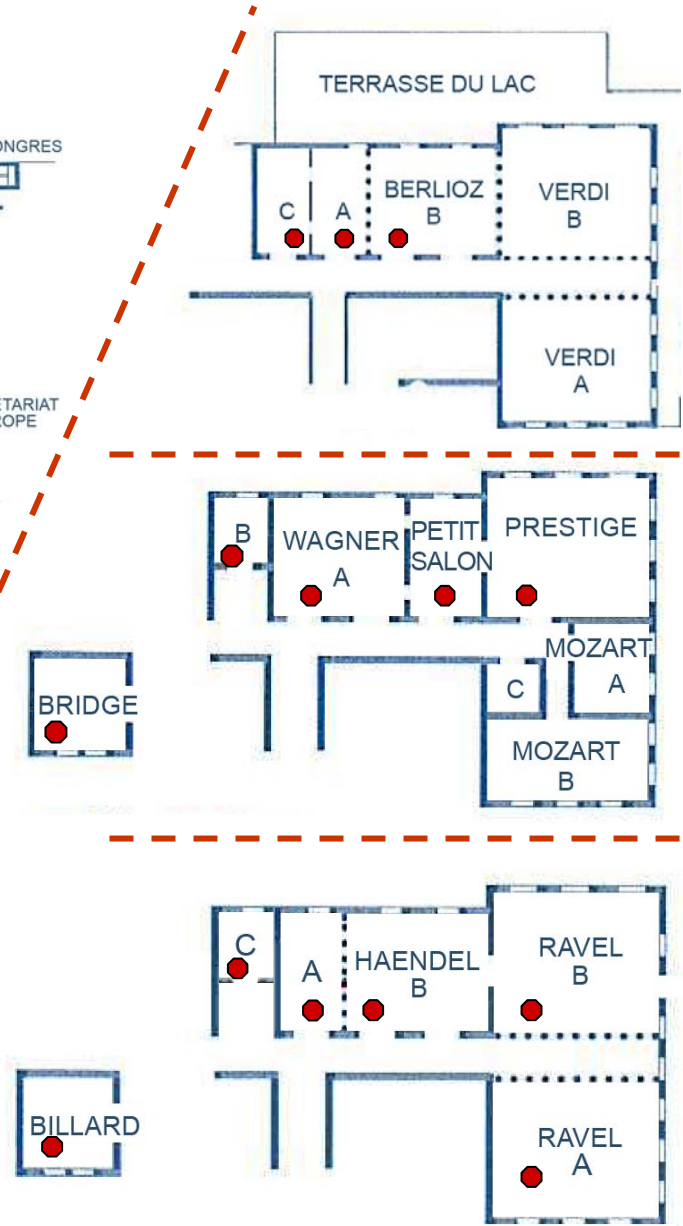 TERRASSE DU LAC
ONGRES
C
A
BERLIOZ
B
VERDI
B
VERDI
A
ETARIAT
ROPE
B
WAGNER
A
PETIT
SALON
PRESTIGE
MOZART
A
C
BRIDGE
MOZART
B
C
A
HAENDEL
B
RAVEL
B
BILLARD
RAVEL
A